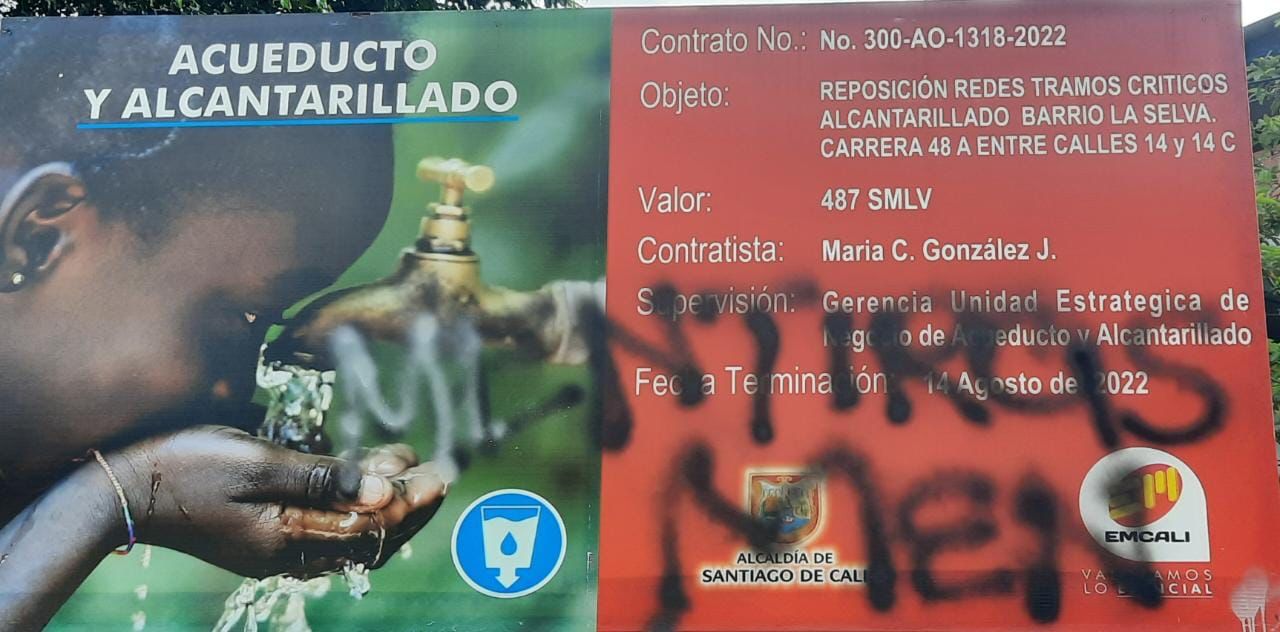 ACUEDUCTO
Y ALCANTARILLADO
Contrato No.: No. 300-AO-1318-2022
Objeto: REPOSICIÓN REDES TRAMOS CRITICOS
ALCANTARILLADO BARRIO LA SELVA.
CARRERA 48 A ENTRE CALLES 14 y 14 C
Valor: 487 SMLV
Contratista: Maria C. González J.
Supervisión: Gerencia Unidad Estrategica de
Negocio de Acueducto y Alcantarillado
Fecha Terminación: 14 Agosto de 2022
ALCALDÍA DE
SANTIAGO DE CALI
EMCALI
LO